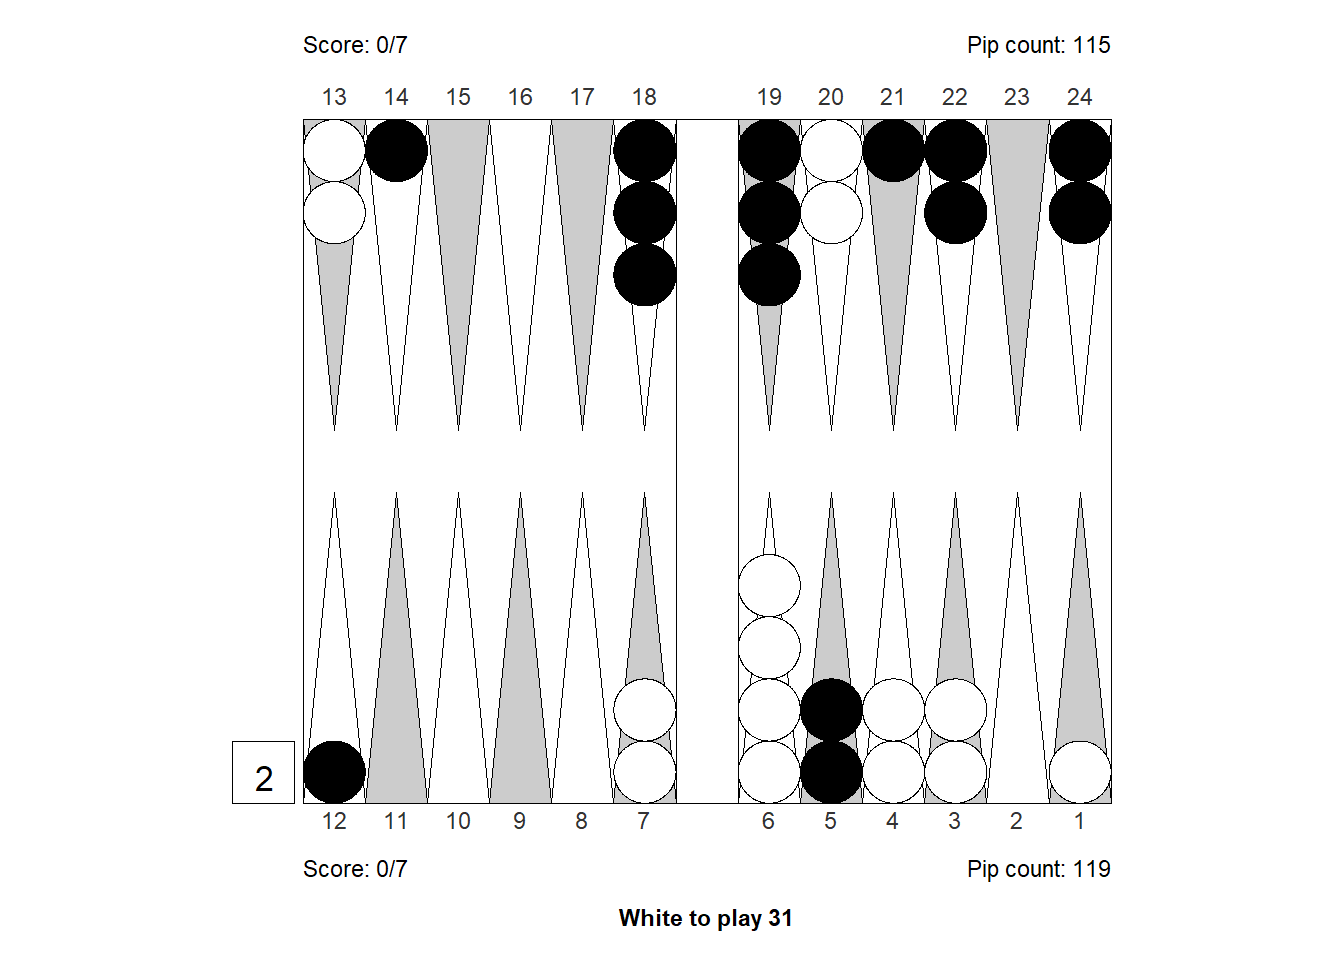 Score: 0/7 Pip count: 115
13 14 15 16 17 18 19 20 21 22 23 24
2
12 11 10 9 8 7 6 5 4 3 2 1
Score: 0/7 Pip count: 119
White to play 31